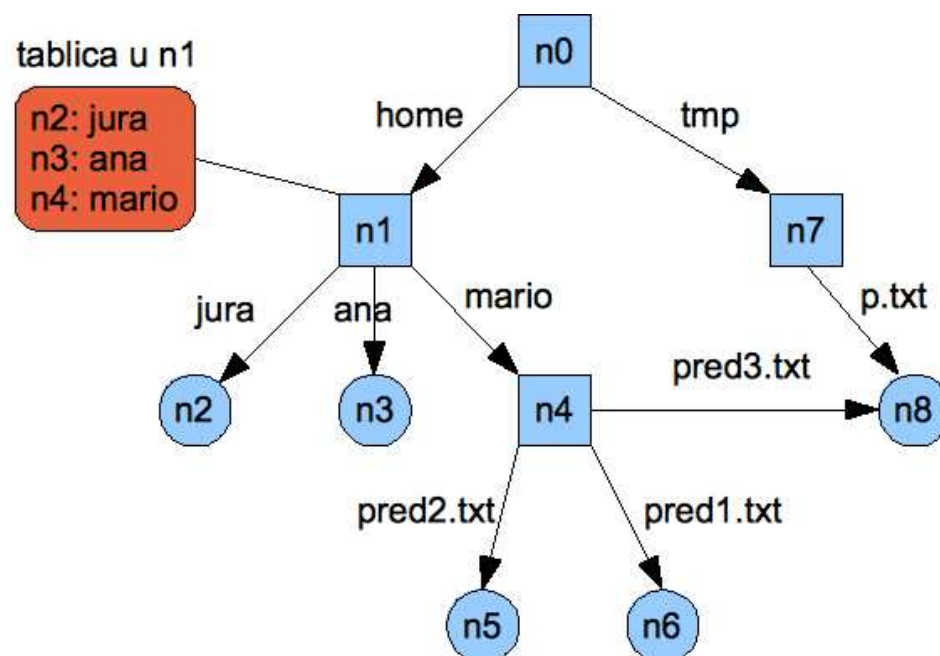 tablica u n1
n2: jura
n3: ana
n4: mario
n0
home
tmp
n1
n7
jura
ana
mario
p.txt
pred3.txt
n2
n3
n4
n8
pred2.txt
pred1.txt
n5
n6